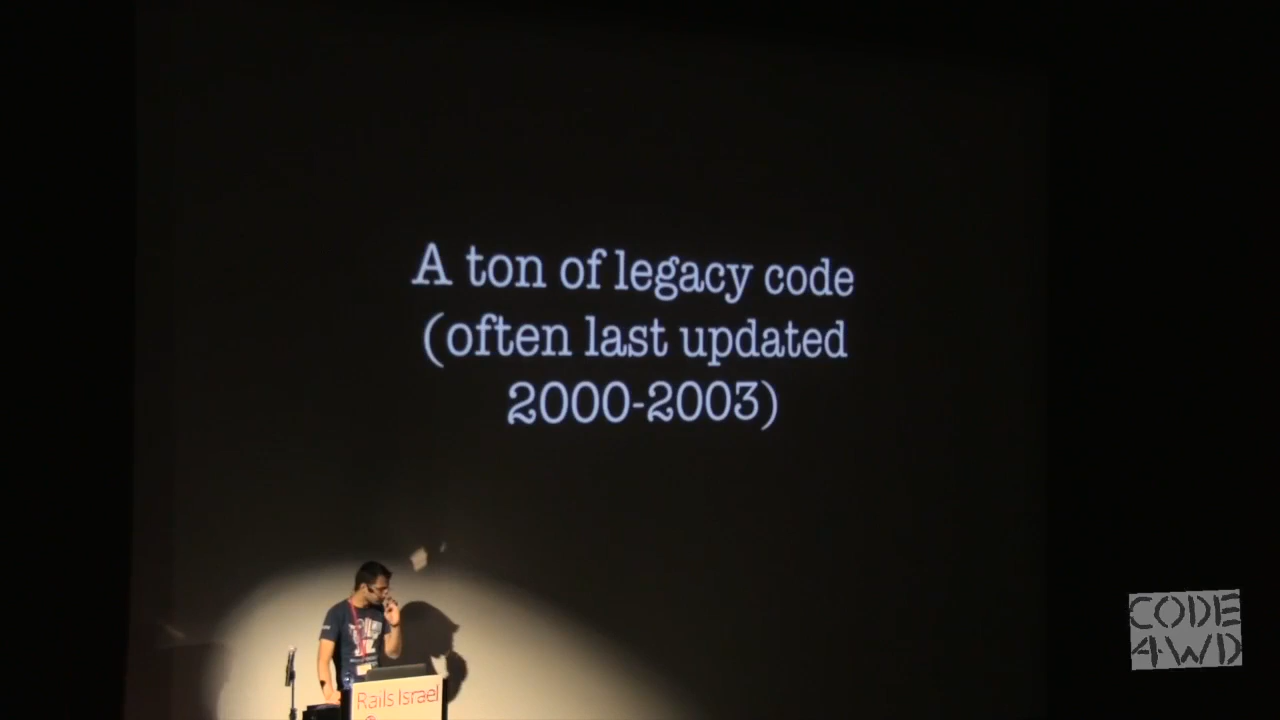 A ton of legacy code
(often last updated
2000-2003)
Rails Israel
CODE
4WD